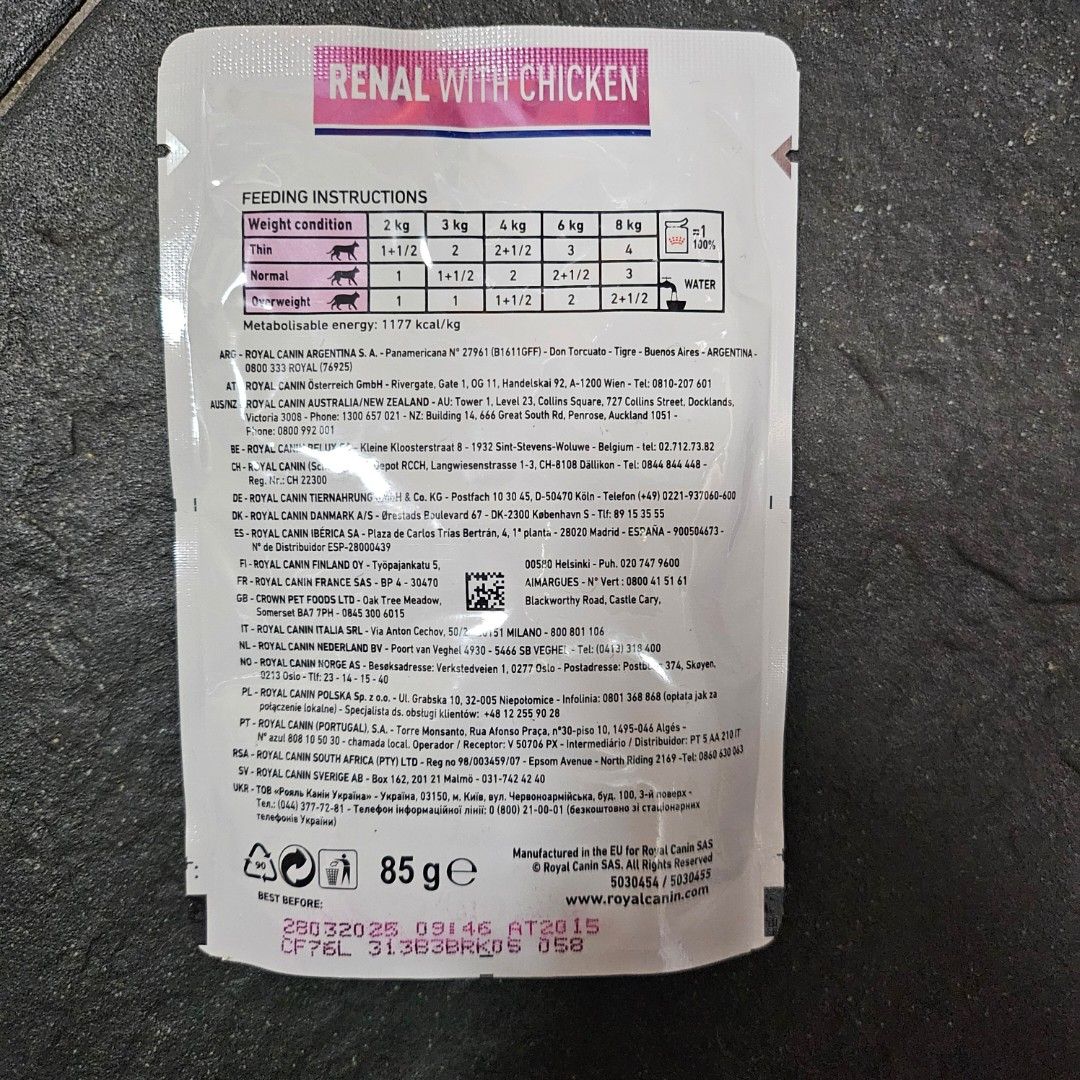 RENAL WITH CHICKEN
FEEDING INSTRUCTIONS
Weight condition 2 kg 3 kg 4 kg 6 kg 8 kg
=1 100%
Thin 1+1/2 2 2+1/2 3 4
Normal 1 1+1/2 2 2+1/2 3
WATER
Overweight 1 1 1+1/2 2 2+1/2
Metabolisable energy: 1177 kcal/kg
ARG - ROYAL CANIN ARGENTINA S. A. - Panamericana N° 27961 (B1611GFF) - Don Torcuato - Tigre - Buenos Aires - ARGENTINA -
0800 333 ROYAL (76925)
AT - ROYAL CANIN Österreich GmbH - Rivergate, Gate 1, OG 11, Handelskai 92, A-1200 Wien - Tel: 0810-207 601
AUS/NZ - ROYAL CANIN AUSTRALIA/NEW ZEALAND - AU: Tower 1, Level 23, Collins Square, 727 Collins Street, Docklands,
Victoria 3008 - Phone: 1300 657 021 - NZ: Building 14, 666 Great South Rd, Penrose, Auckland 1051 -
Phone: 0800 992 001
BE - ROYAL CANIN BELUX - Kleine Kloosterstraat 8 - 1932 Sint-Stevens-Woluwe - Belgium - tel: 02.712.73.82
CH - ROYAL CANIN Depot RCCH, Langwiesenstrasse 1-3, CH-8108 Dällikon - Tel: 0844 844 448 -
Reg. Nr.: CH 22300
DE - ROYAL CANIN TIERNAHRUNG GmbH & Co. KG - Postfach 10 30 45, D-50470 Köln - Telefon (+49) 0221-937060-600
DK - ROYAL CANIN DANMARK A/S - Ørestads Boulevard 67 - DK-2300 København S - Tlf: 89 15 35 55
ES - ROYAL CANIN IBÉRICA SA - Plaza de Carlos Trías Bertrán, 4, 1ª planta - 28020 Madrid - ESPAÑA - 900504673 -
N° de Distribuidor ESP-28000439
FI - ROYAL CANIN FINLAND OY - Työpajankatu 5, 00580 Helsinki - Puh. 020 747 9600
FR - ROYAL CANIN FRANCE SAS - BP 4 - 30470 AIMARGUES - N° Vert : 0800 41 51 61
GB - CROWN PET FOODS LTD - Oak Tree Meadow, Blackworthy Road, Castle Cary,
Somerset BA7 7PH - 0845 300 6015
IT - ROYAL CANIN ITALIA SRL - Via Anton Cechov, 50/2 20151 MILANO - 800 801 106
NL - ROYAL CANIN NEDERLAND BV - Poort van Veghel 4930 - 5466 SB VEGHEL - Tel: (0413) 318 400
NO - ROYAL CANIN NORGE AS - Besøksadresse: Verkstedveien 1, 0277 Oslo - Postadresse: Postboks 374, Skøyen,
0213 Oslo - Tlf: 23 - 14 - 15 - 40
PL - ROYAL CANIN POLSKA Sp. z o.o. - Ul. Grabska 10, 32-005 Niepołomice - Infolinia: 0801 368 868 (opłata jak za
połączenie lokalne) - Specjalista ds. obsługi klientów: +48 12 255 90 28
PT - ROYAL CANIN (PORTUGAL), S.A. - Torre Monsanto, Rua Afonso Praça, nº30-piso 10, 1495-046 Algés -
Nº azul 808 10 50 30 - chamada local. Operador / Receptor: V 50706 PX - Intermediário / Distribuidor: PT 5 AA 210 IT
RSA - ROYAL CANIN SOUTH AFRICA (PTY) LTD - Reg no 98/003459/07 - Epsom Avenue - North Riding 2169 -Tel: 0860 630 063
SV - ROYAL CANIN SVERIGE AB - Box 162, 201 21 Malmö - 031-742 42 40
UKR - ТОВ «Рояль Канін Україна» - Україна, 03150, м. Київ, вул. Червоноармійська, буд. 100, 3-й поверх -
Тел.: (044) 377-72-81 - Телефон інформаційної лінії: 0 (800) 21-00-01 (безкоштовно зі стаціонарних
телефонів України)
90
85 g e
Manufactured in the EU for Royal Canin SAS
© Royal Canin SAS. All Rights Reserved
5030454 / 5030455
www.royalcanin.com
BEST BEFORE:
28032025 09:46 AT2015
CF76L 313B3BRK05 058